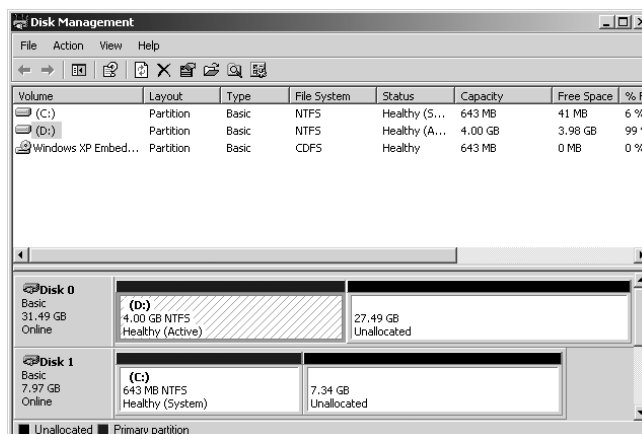 Disk Management
File Action View Help
Volume Layout Type File System Status Capacity Free Space % F
(C:) Partition Basic NTFS Healthy (S... 643 MB 41 MB 6 %
(D:) Partition Basic NTFS Healthy (A... 4.00 GB 3.98 GB 99 %
Windows XP Embed... Partition Basic CDFS Healthy 643 MB 0 MB 0 %
Disk 0
Basic
31.49 GB
Online
(D:)
4.00 GB NTFS
Healthy (Active)
27.49 GB
Unallocated
Disk 1
Basic
7.97 GB
Online
(C:)
643 MB NTFS
Healthy (System)
7.34 GB
Unallocated
Unallocated Primary partition